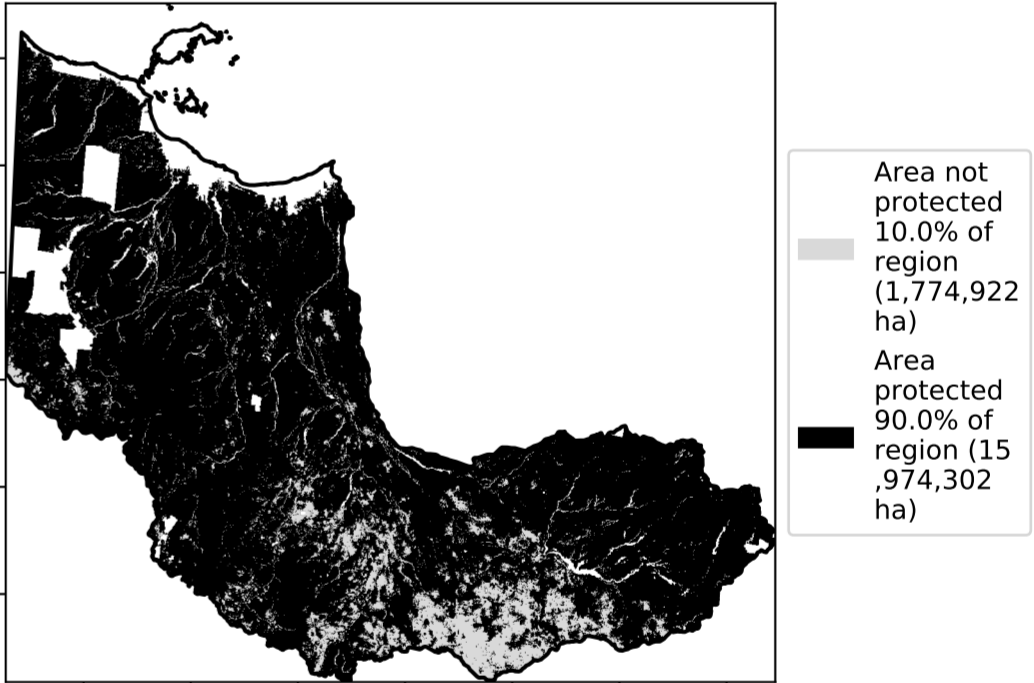 Area not
protected
10.0% of
region
(1,774,922
ha)
Area
protected
90.0% of
region (15
,974,302
ha)